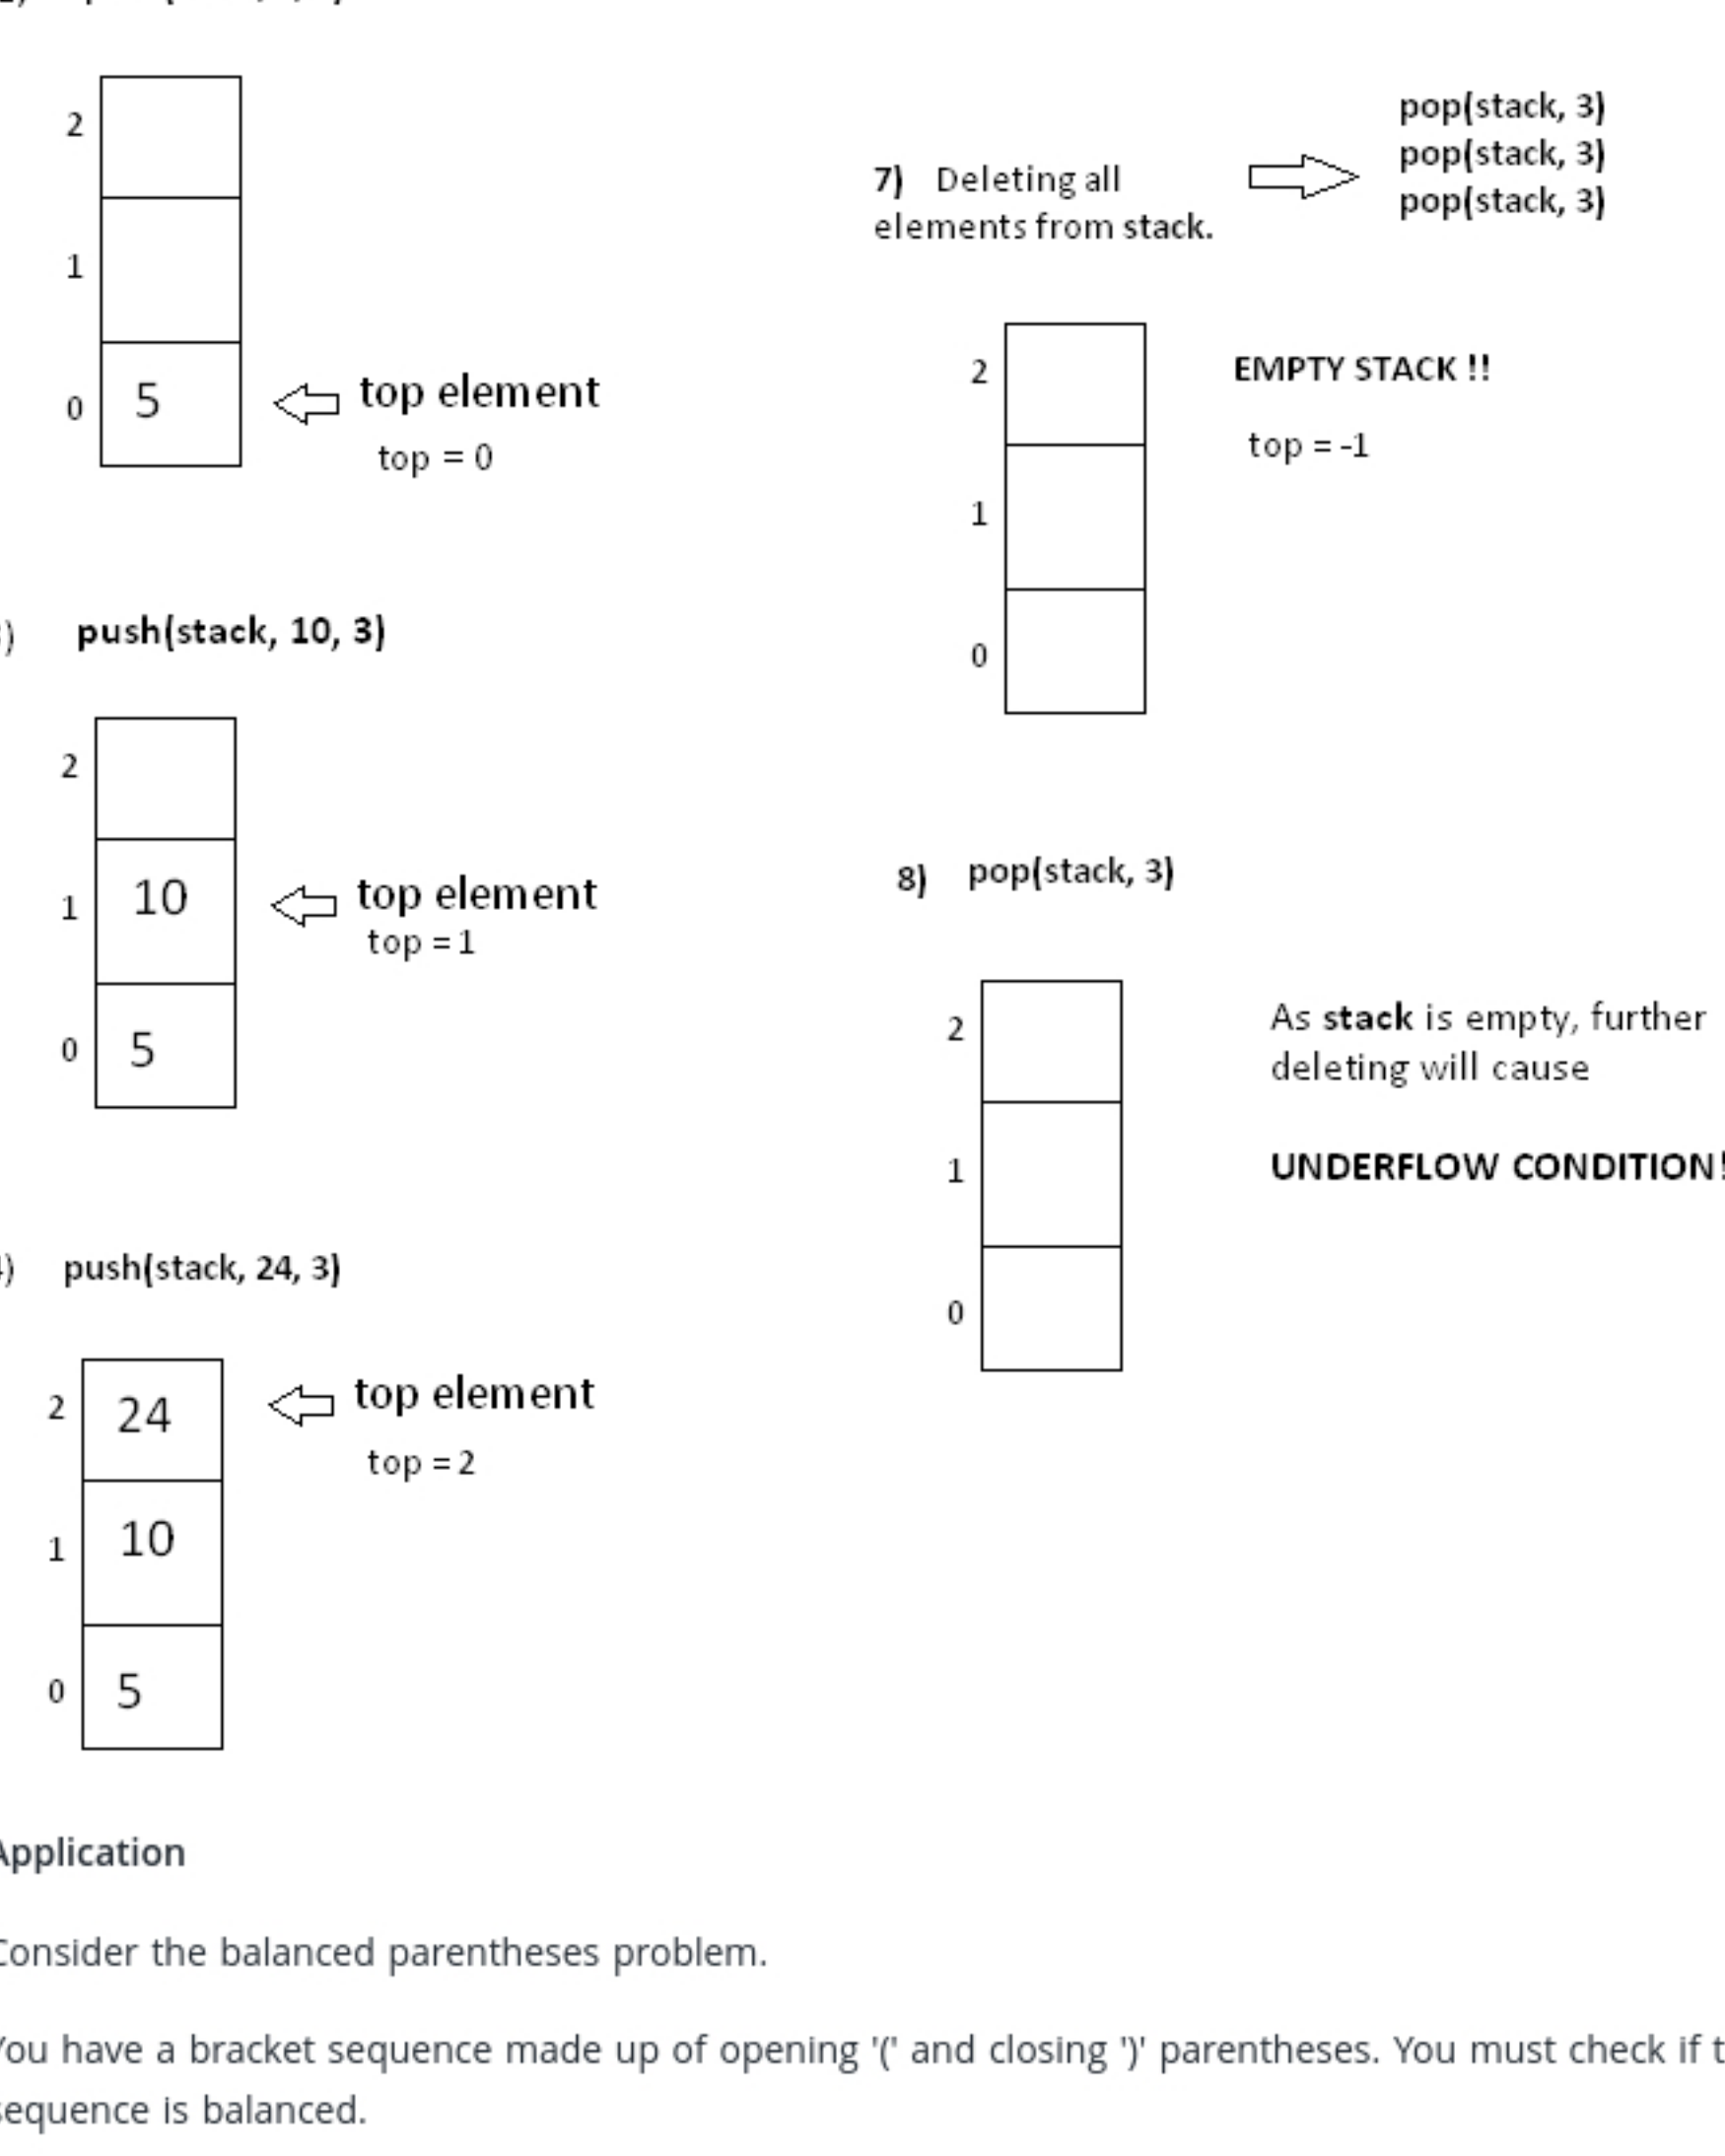 2
1
0
5
top element
top = 0
) push(stack, 10, 3)
2
1
0
10
5
top element
top = 1
) push(stack, 24, 3)
2
1
0
24
10
5
top element
top = 2
7) Deleting all
elements from stack.
pop(stack, 3)
pop(stack, 3)
pop(stack, 3)
2
1
0
EMPTY STACK !!
top = -1
8) pop(stack, 3)
2
1
0
As stack is empty, further
deleting will cause
UNDERFLOW CONDITION!
Application
Consider the balanced parentheses problem.
You have a bracket sequence made up of opening '(' and closing ')' parentheses. You must check if t
sequence is balanced.